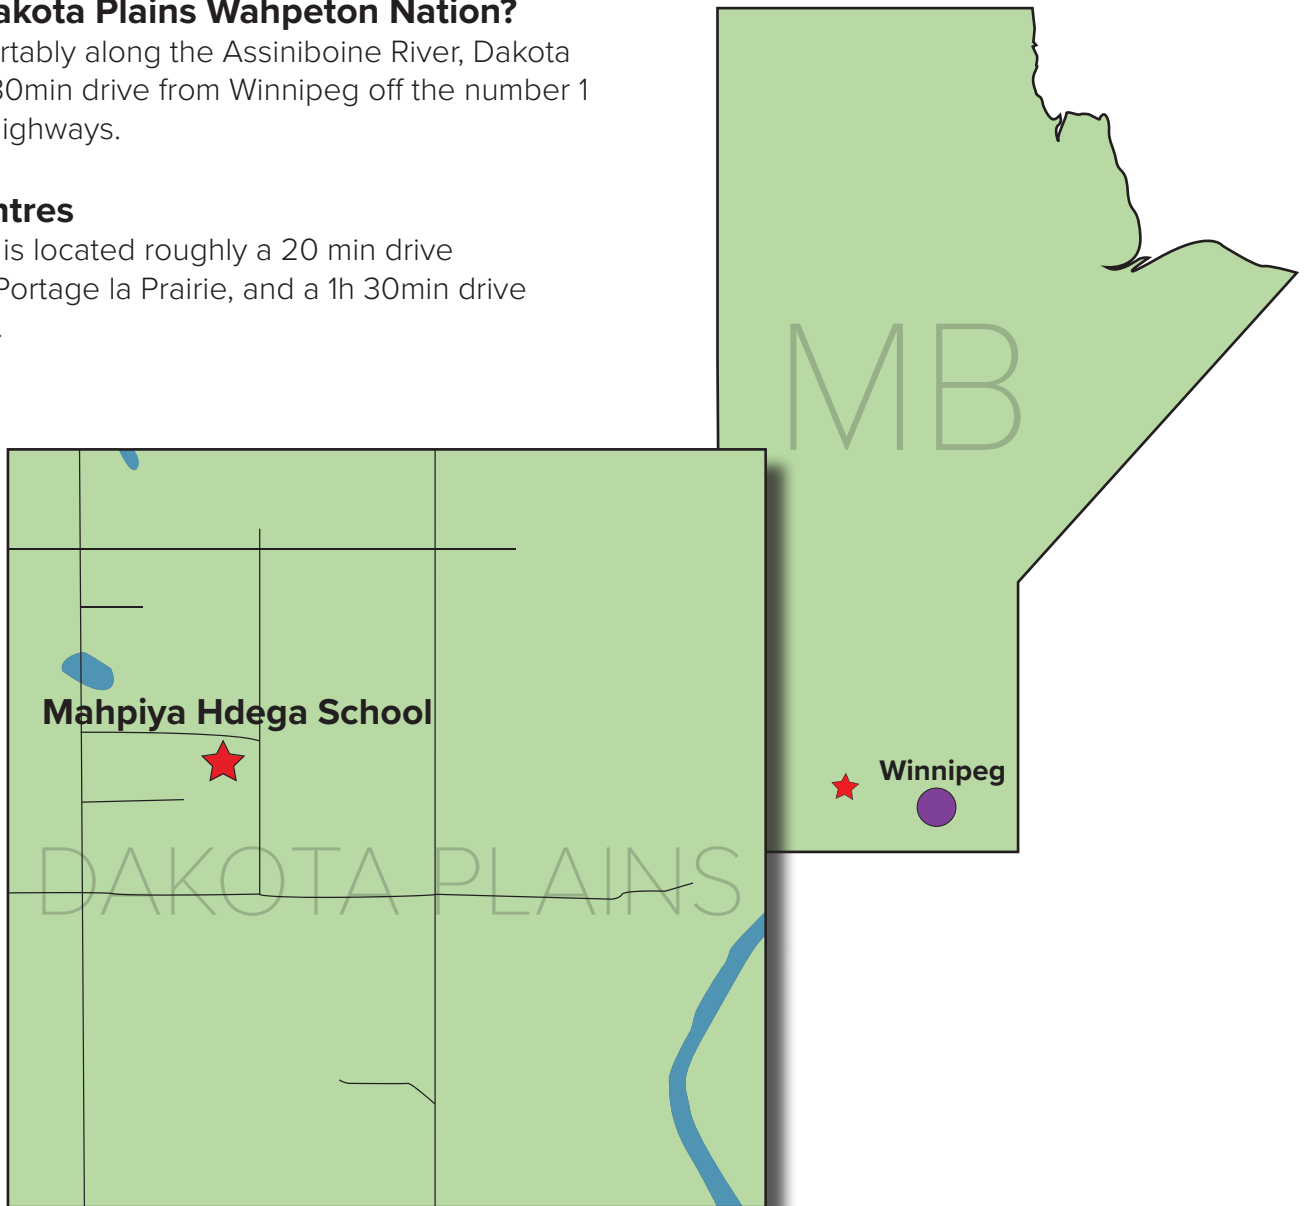 akota Plains Wahpeton Nation?
rtably along the Assiniboine River, Dakota
30min drive from Winnipeg off the number 1
ighways.
ntres
is located roughly a 20 min drive
Portage la Prairie, and a 1h 30min drive
.
MB
Mahpiya Hdega School
Winnipeg
DAKOTA PLAINS